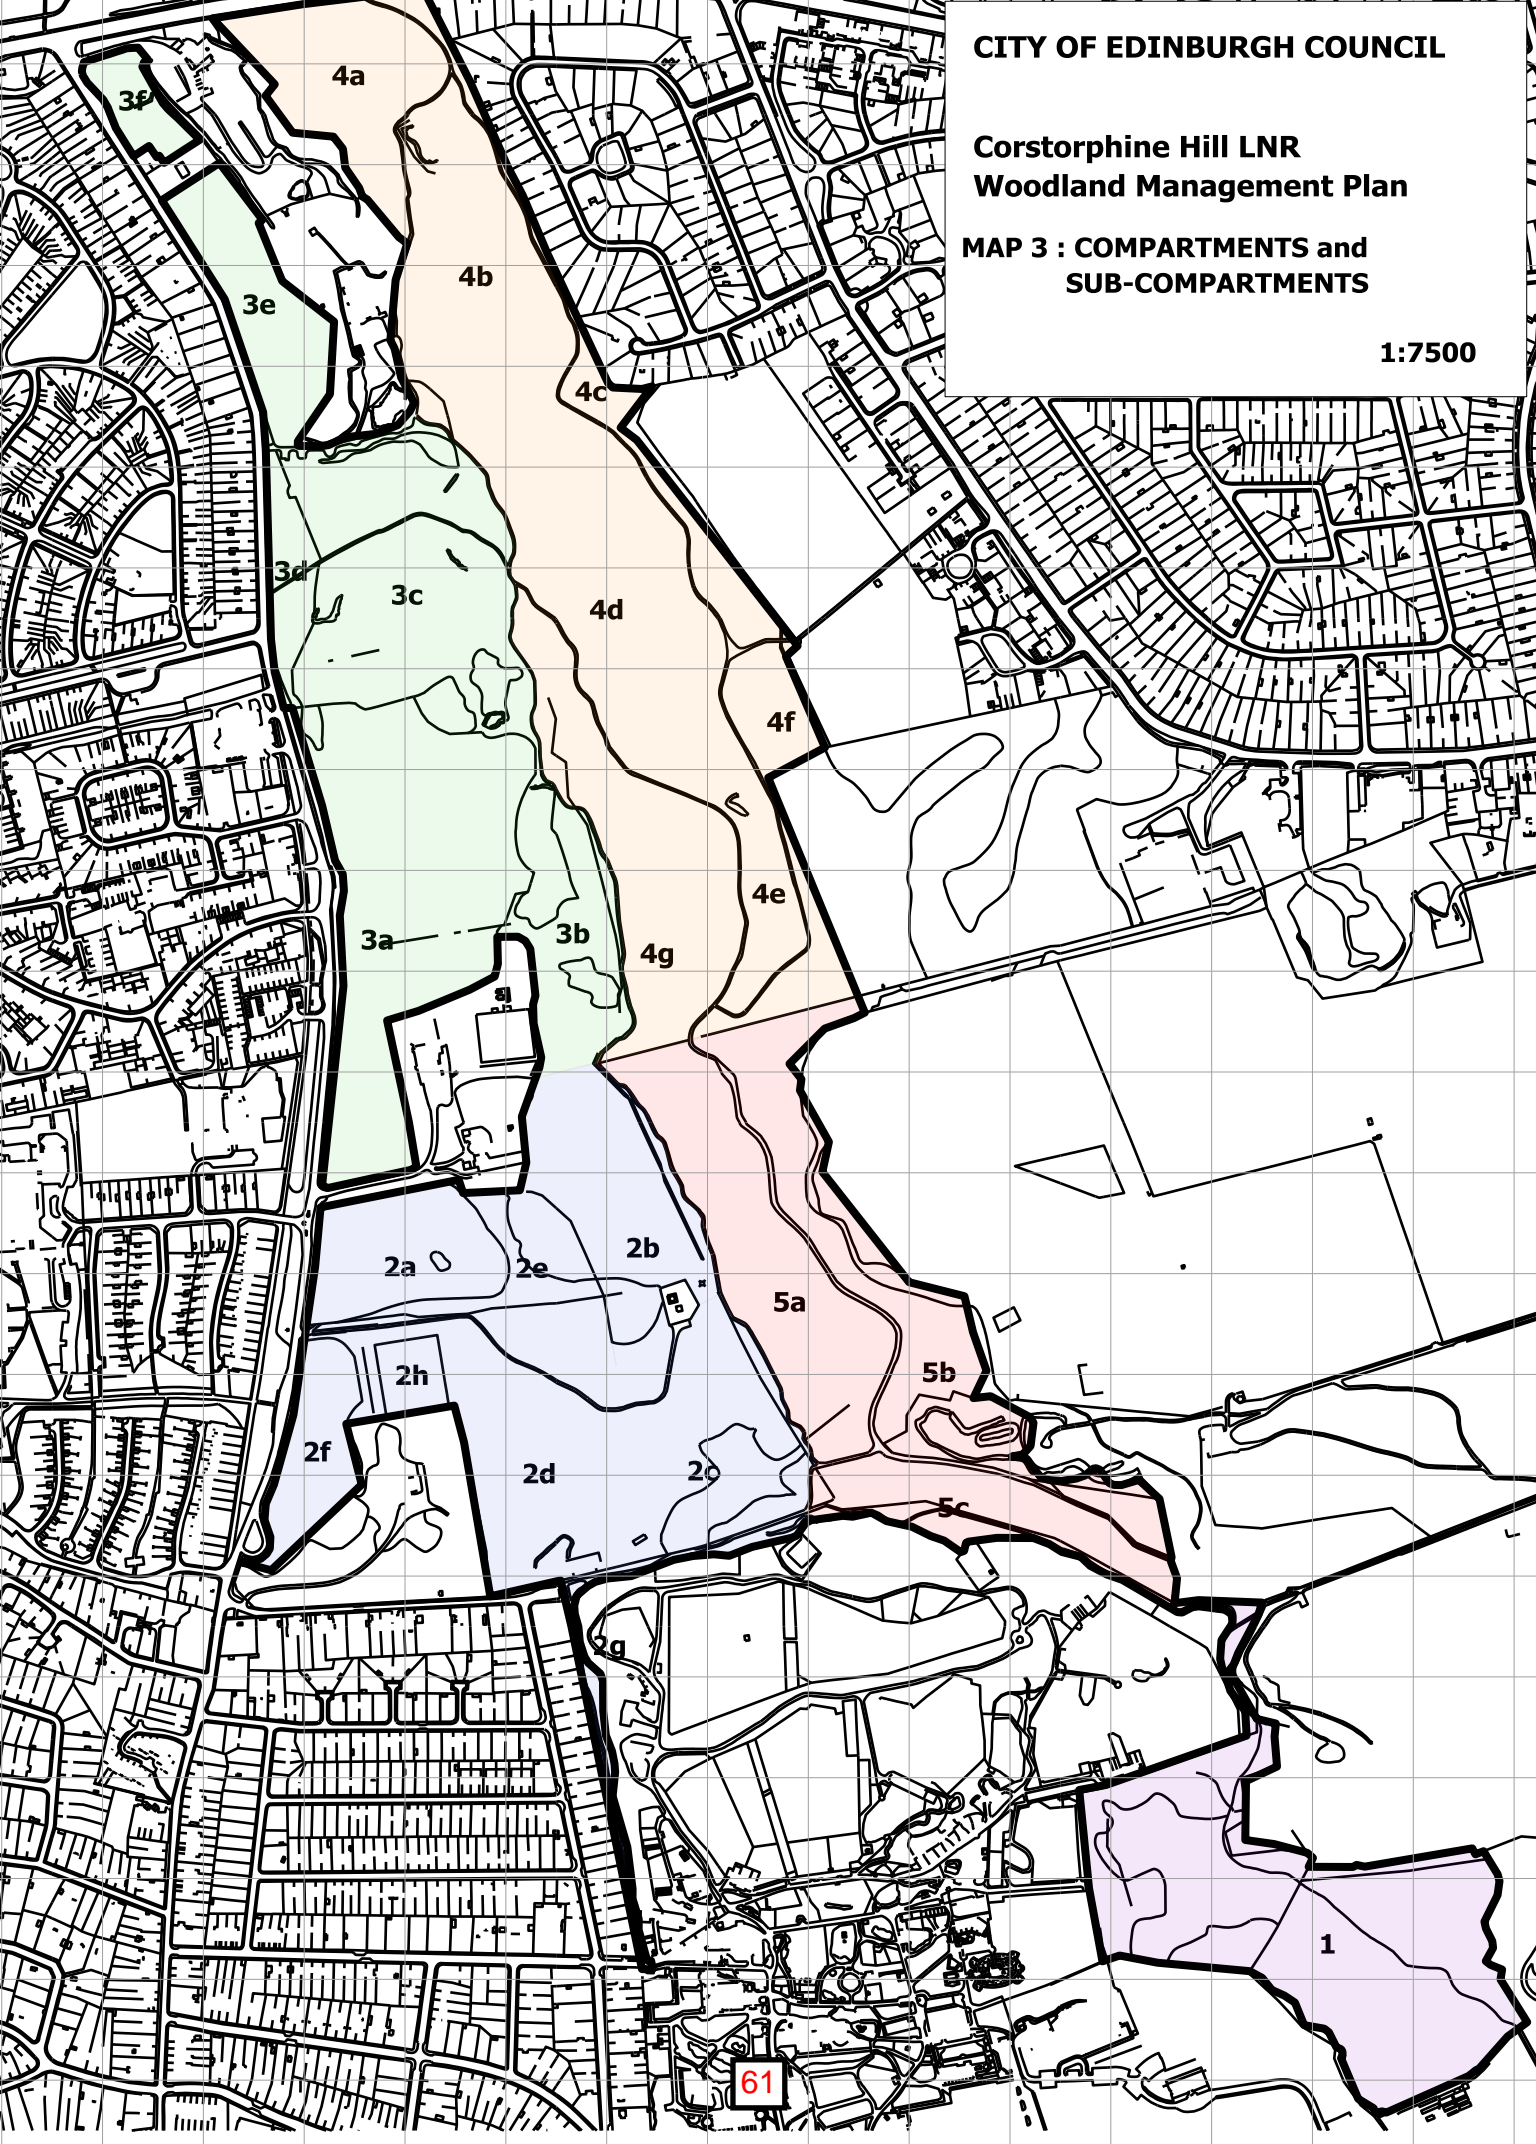 CITY OF EDINBURGH COUNCIL
Corstorphine Hill LNR
Woodland Management Plan
MAP 3 : COMPARTMENTS and
SUB-COMPARTMENTS
1:7500
4a
3f
4b
3e
4c
3d
3c
4d
4f
4e
3b
3a
4g
2b
2a
2e
5a
5b
2h
2f
2d
2c
5c
2g
1
61